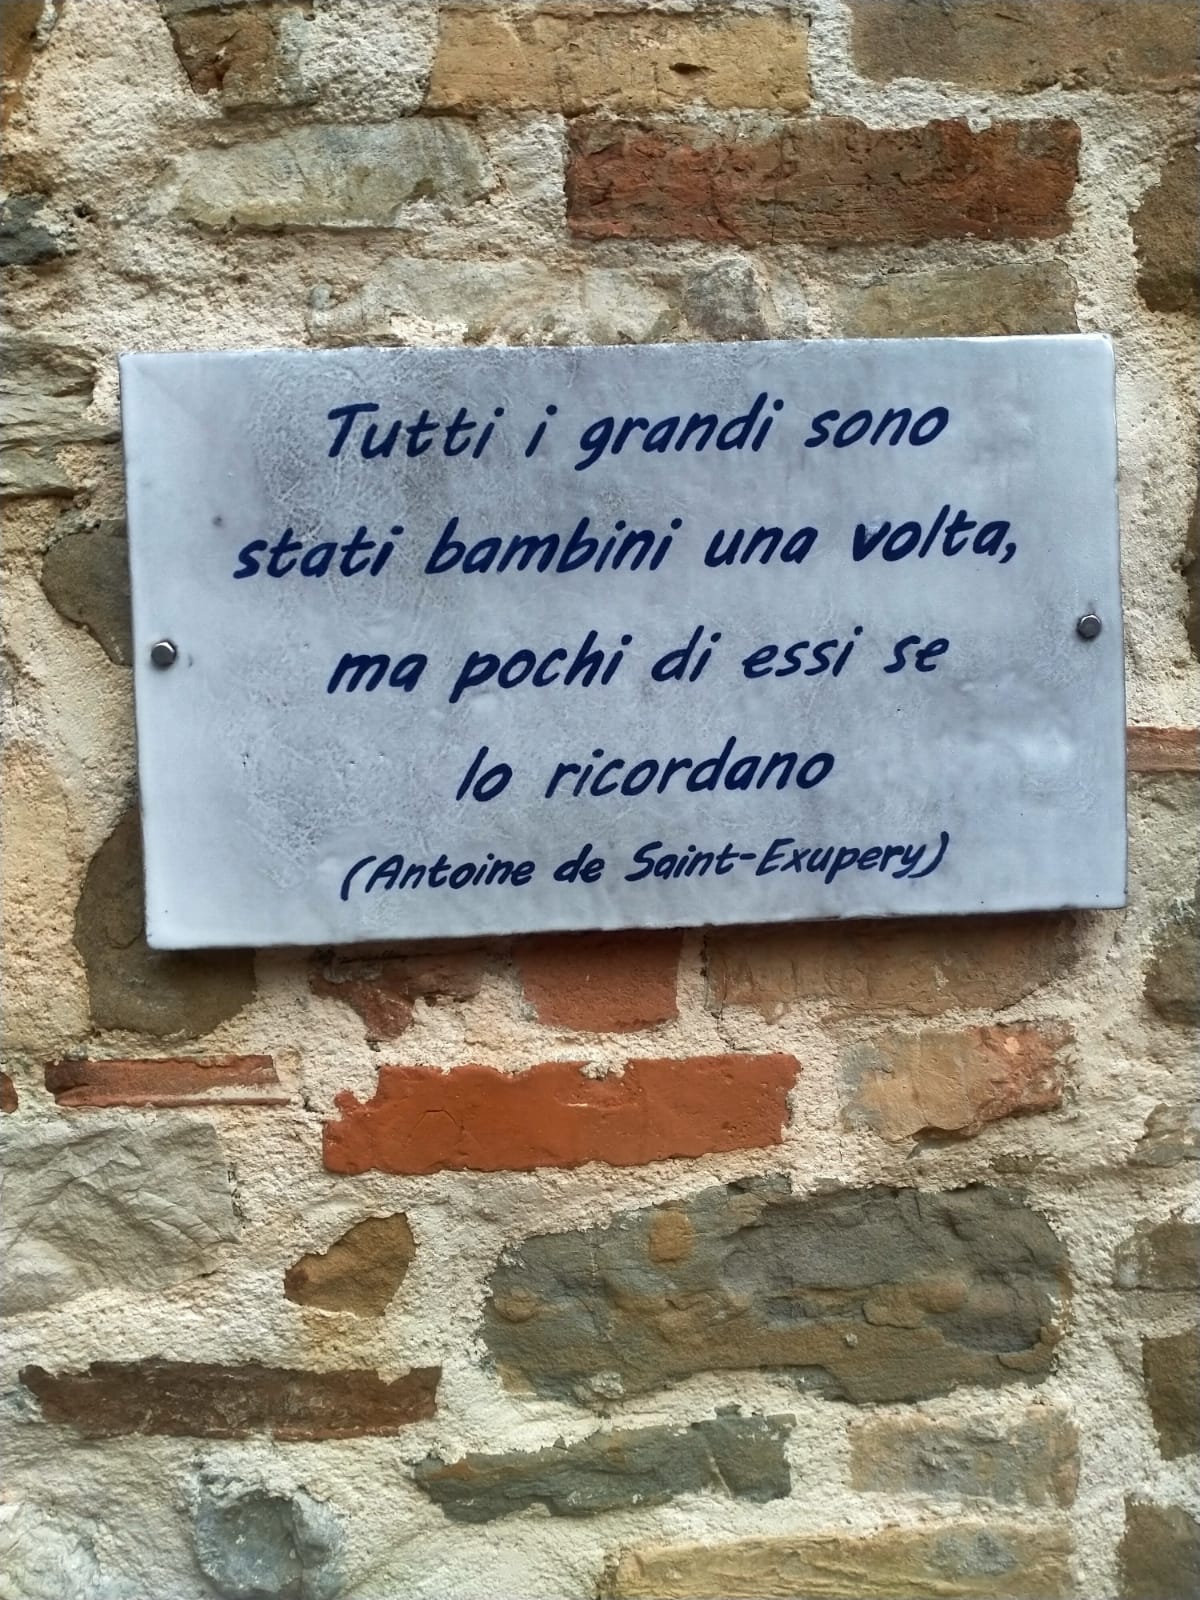 Tutti i grandi sono
stati bambini una volta,
ma pochi di essi se
lo ricordano
(Antoine de Saint-Exupery)